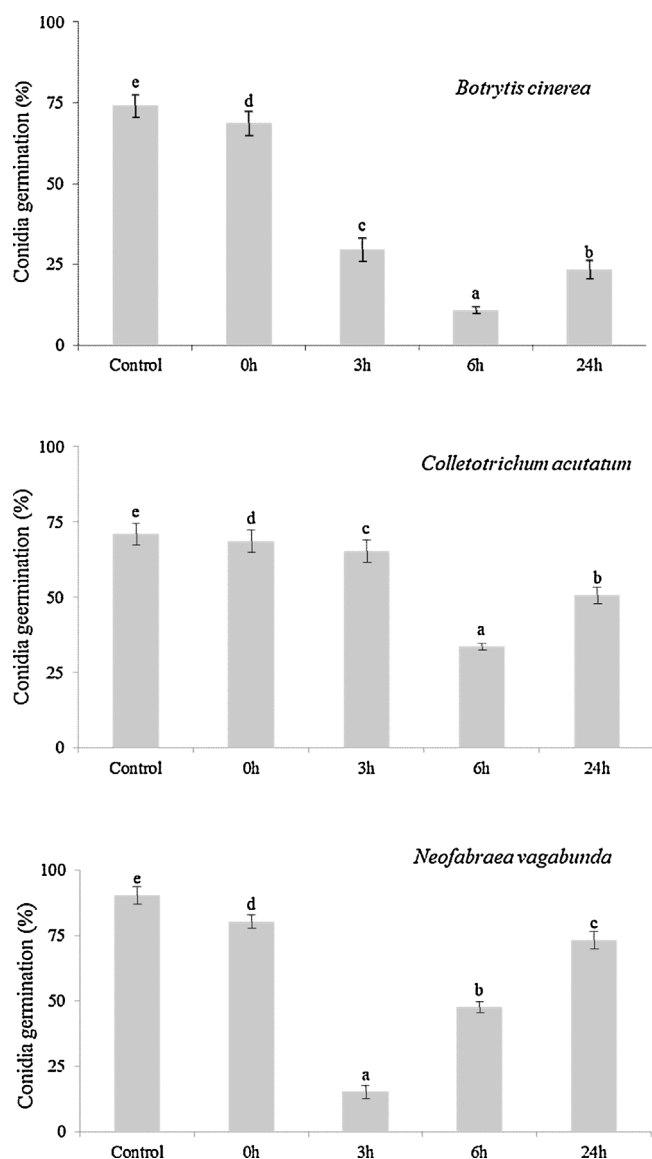 100
Botrytis cinerea
e
75
d
Conidia germination (%)
50
c
25
b
a
0
Control 0h 3h 6h 24h
100
Colletotrichum acutatum
e
d
c
75
Conidia geermination (%)
b
50
a
25
0
Control 0h 3h 6h 24h
Neofabraea vagabunda
100
e
d
c
75
Conidia germination (%)
50
b
25
a
0
Control 0h 3h 6h 24h